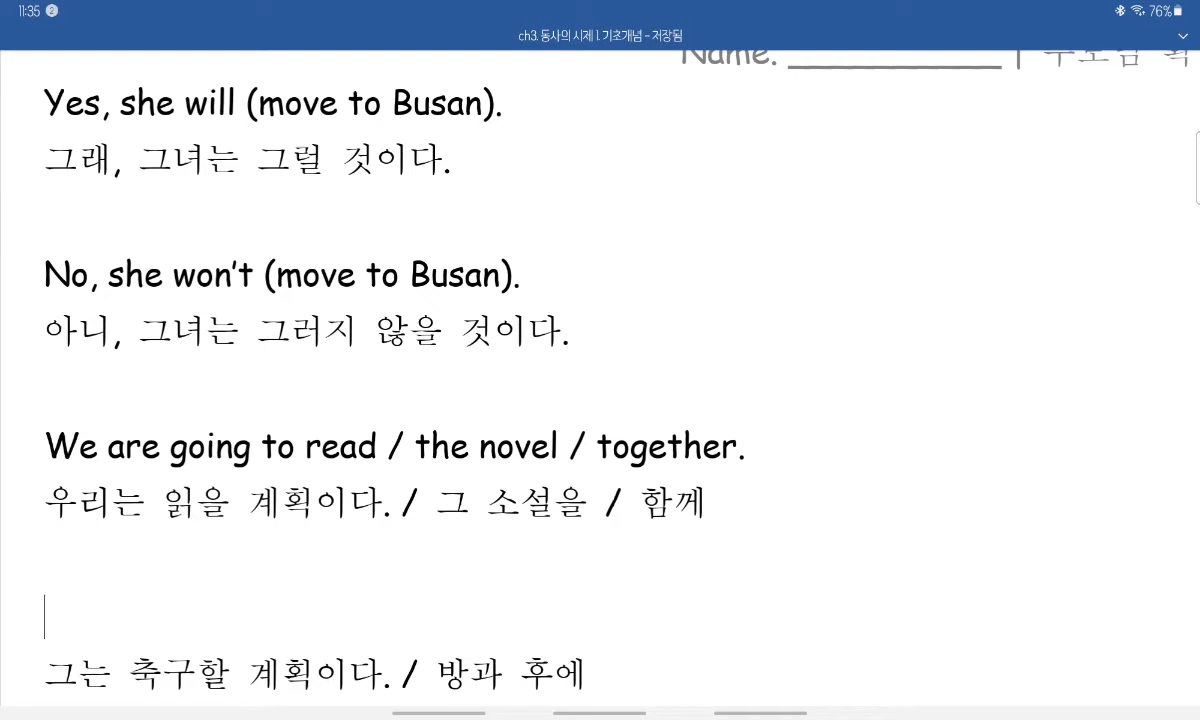 11:35 2 76%
ch3. 동사의 시제 1. 기초개념 - 저장됨
Name: ____________ |
Yes, she will (move to Busan).
그래, 그녀는 그럴 것이다.
No, she won't (move to Busan).
아니, 그녀는 그러지 않을 것이다.
We are going to read / the novel / together.
우리는 읽을 계획이다. / 그 소설을 / 함께
그는 축구할 계획이다. / 방과 후에